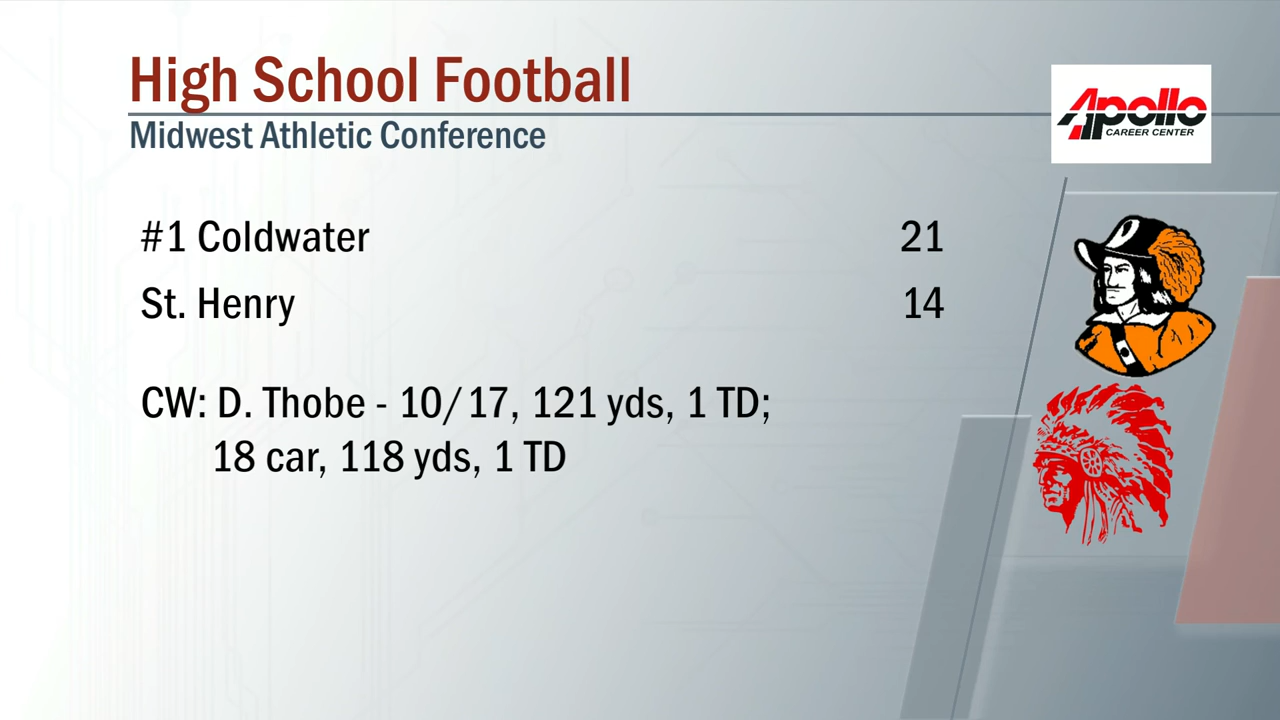 High School Football
Midwest Athletic Conference
Apollo
CAREER CENTER
#1 Coldwater 21
St. Henry 14
CW: D. Thobe - 10/17, 121 yds, 1 TD;
18 car, 118 yds, 1 TD